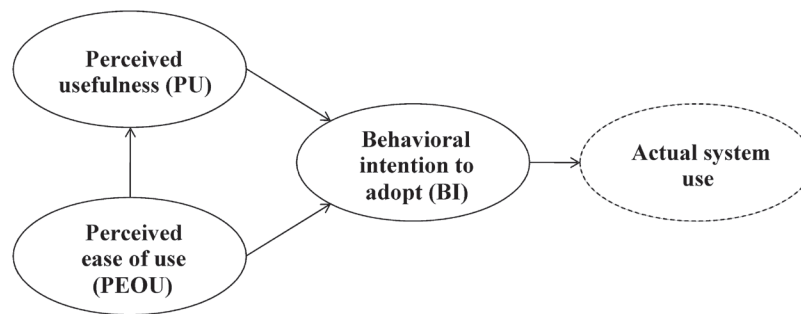 Perceived
usefulness (PU)
Behavioral
intention to
adopt (BI)
Actual system
use
Perceived
ease of use
(PEOU)